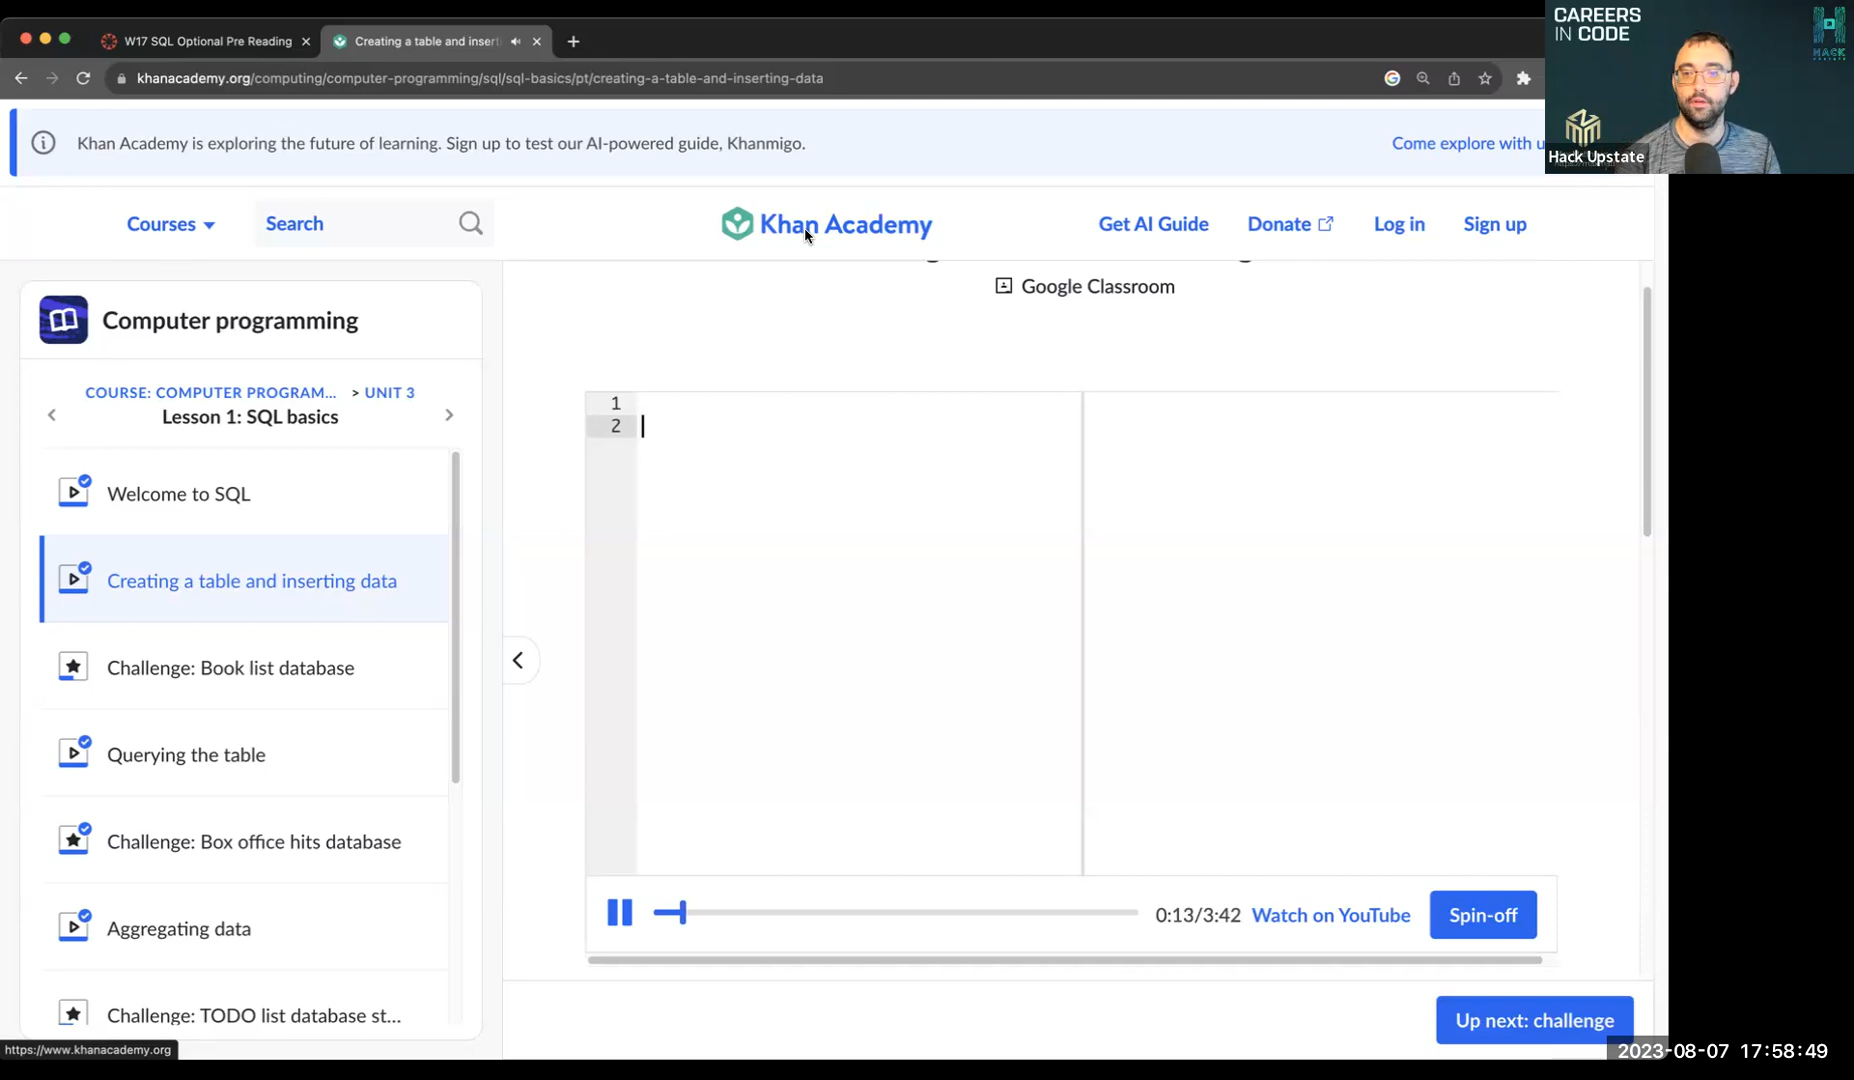 W17 SQL Optional Pre Reading
Creating a table and insert
khanacademy.org/computing/computer-programming/sql/sql-basics/pt/creating-a-table-and-inserting-data
CAREERS
IN CODE
HACK
Hack Upstate
Khan Academy is exploring the future of learning. Sign up to test our AI-powered guide, Khanmigo.
Come explore with u
Courses
Search
Khan Academy
Get AI Guide
Donate
Log in
Sign up
Google Classroom
Computer programming
COURSE: COMPUTER PROGRAM... > UNIT 3
Lesson 1: SQL basics
Welcome to SQL
Creating a table and inserting data
Challenge: Book list database
Querying the table
Challenge: Box office hits database
Aggregating data
Challenge: TODO list database st...
1
2
0:13/3:42
Watch on YouTube
Spin-off
Up next: challenge
https://www.khanacademy.org
2023-08-07 17:58:49